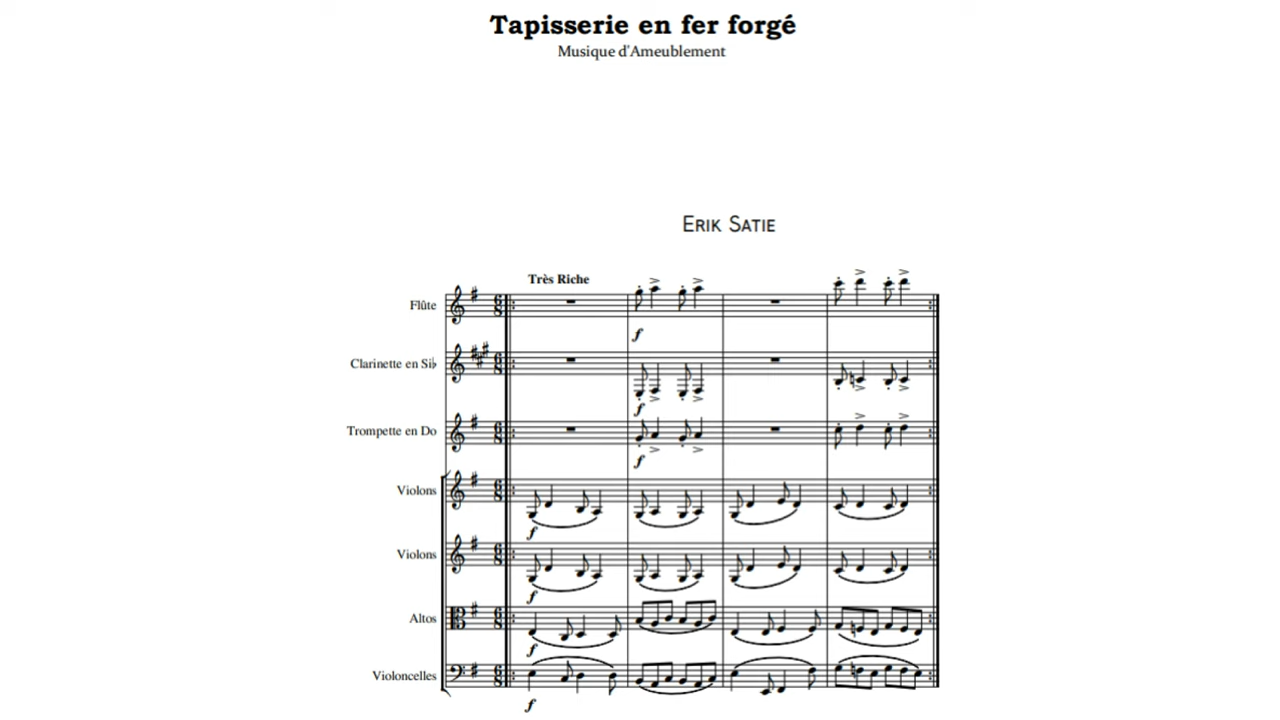 Tapisserie en fer forgé
Musique d'Ameublement
ERIK SATIE
Très Riche
Flûte
f
Clarinette en Si♭
f
Trompette en Do
f
Violons
f
Violons
f
Altos
f
Violoncelles
f